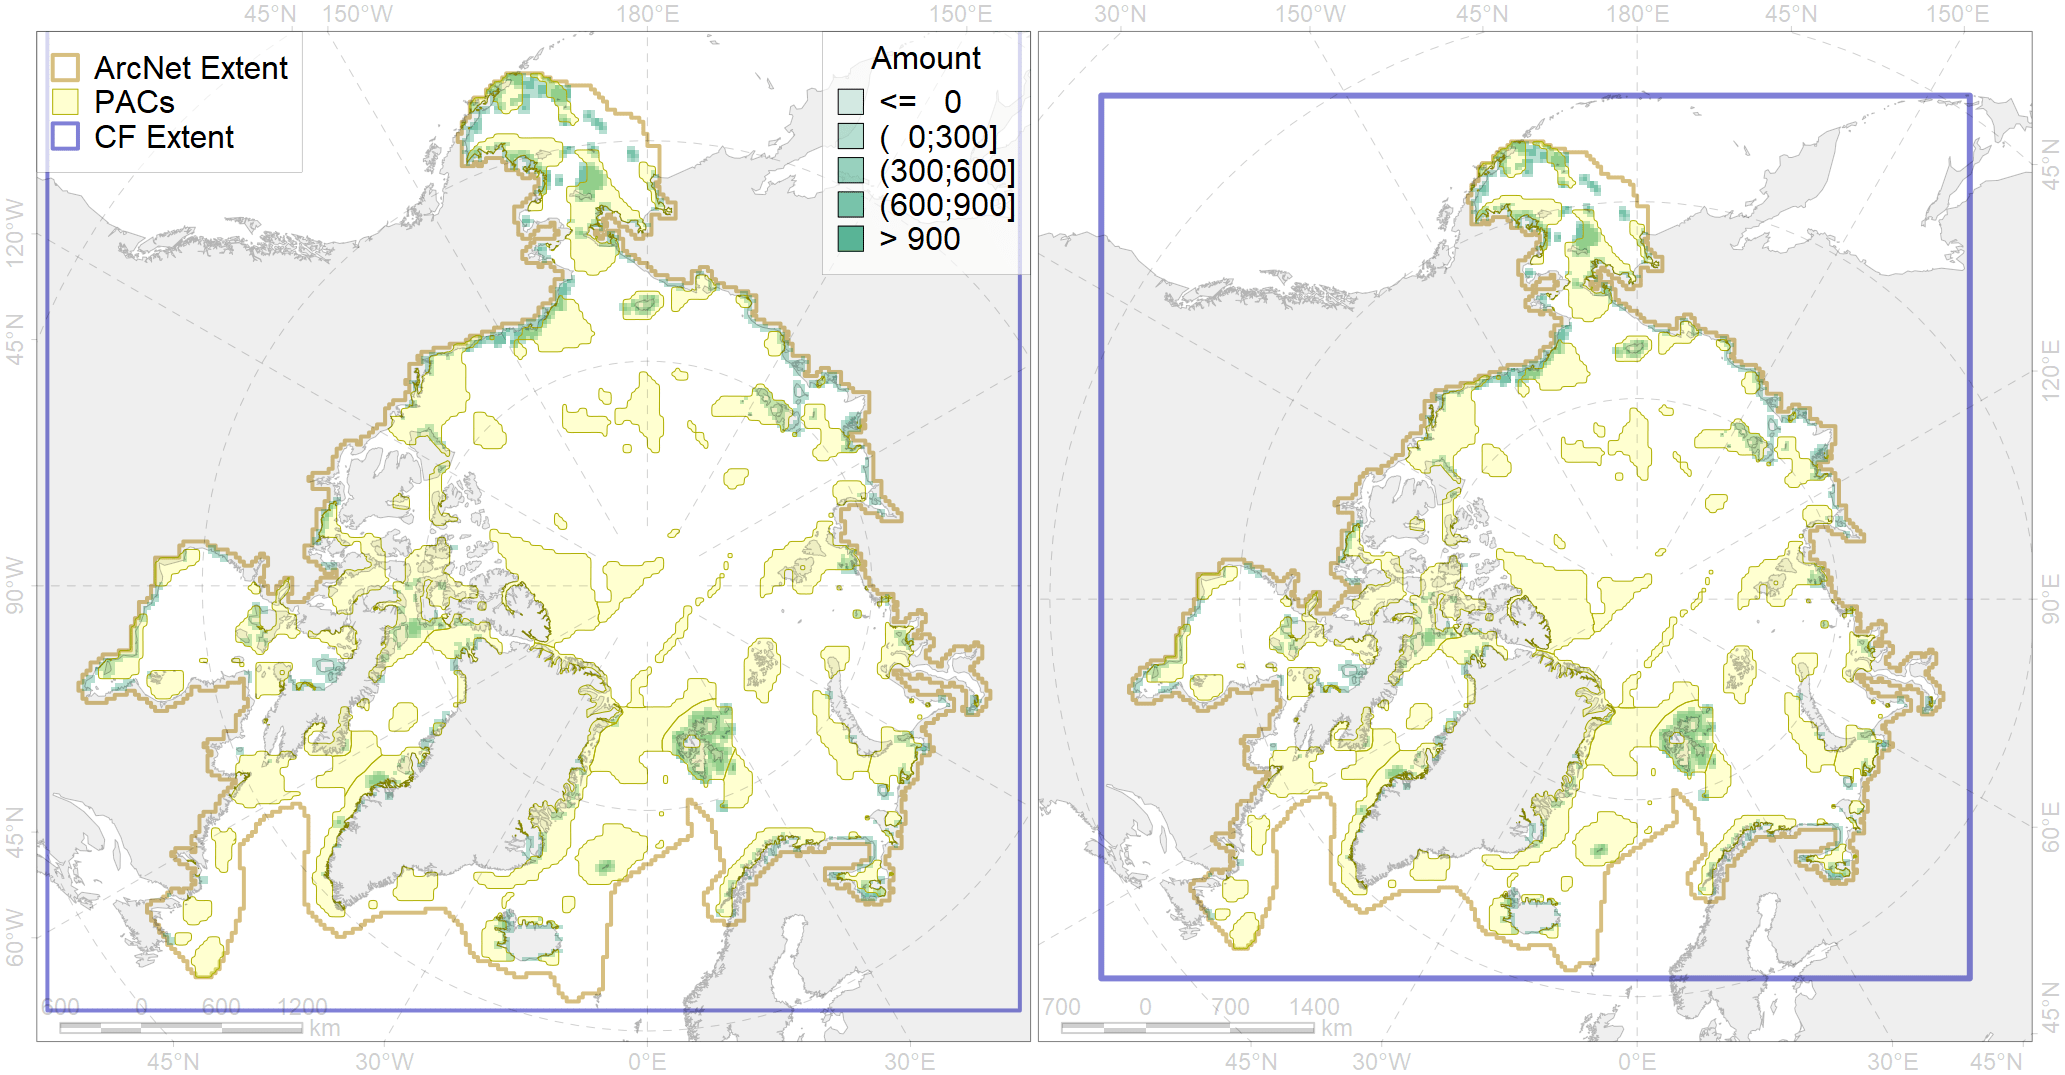 45°N 150°W 180°E 150°E
30°N 150°W 45°N 180°E 45°N 150°E
ArcNet Extent
PACs
CF Extent
Amount
<= 0
( 0;300]
(300;600]
(600;900]
> 900
120°W
45°N
90°W
45°N
60°W
45°N
120°E
90°E
60°E
45°N
600 0 600 1200
km
700 0 700 1400
km
45°N 30°W 0°E 30°E
45°N 30°W 0°E 30°E 45°N